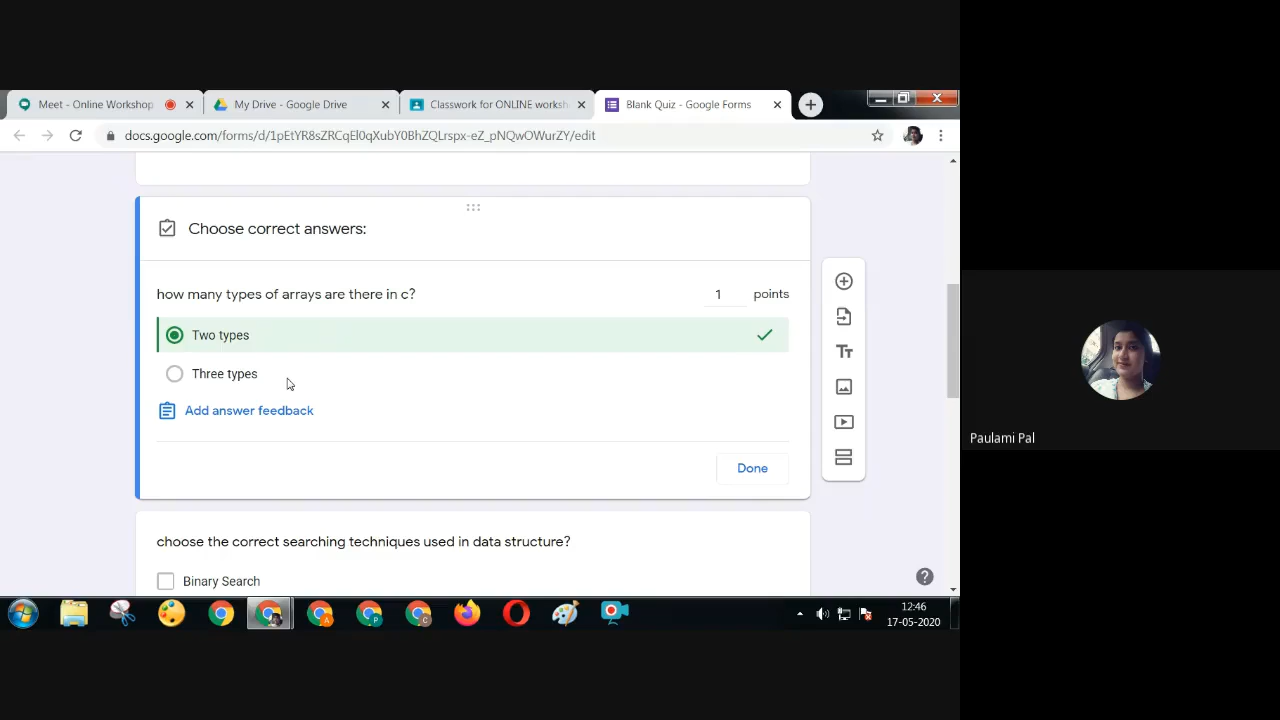 Meet - Online Workshop
My Drive - Google Drive
Classwork for ONLINE worksh
Blank Quiz - Google Forms
docs.google.com/forms/d/1pEtYR8sZRCqEl0qXubY0BhZQLrspx-eZ_pNQwOWurZY/edit
Choose correct answers:
how many types of arrays are there in c?
1 points
Two types
Three types
Add answer feedback
Done
Tt
choose the correct searching techniques used in data structure?
Binary Search
12:46
17-05-2020
Paulami Pal